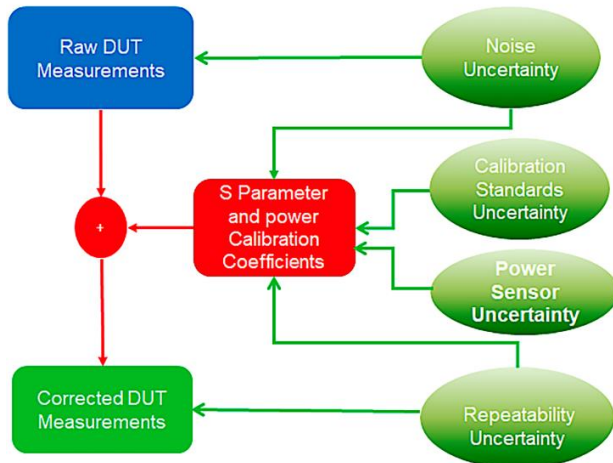 Raw DUT
Measurements
Noise
Uncertainty
S Parameter
and power
Calibration
Coefficients
Calibration
Standards
Uncertainty
+
Power
Sensor
Uncertainty
Corrected DUT
Measurements
Repeatability
Uncertainty